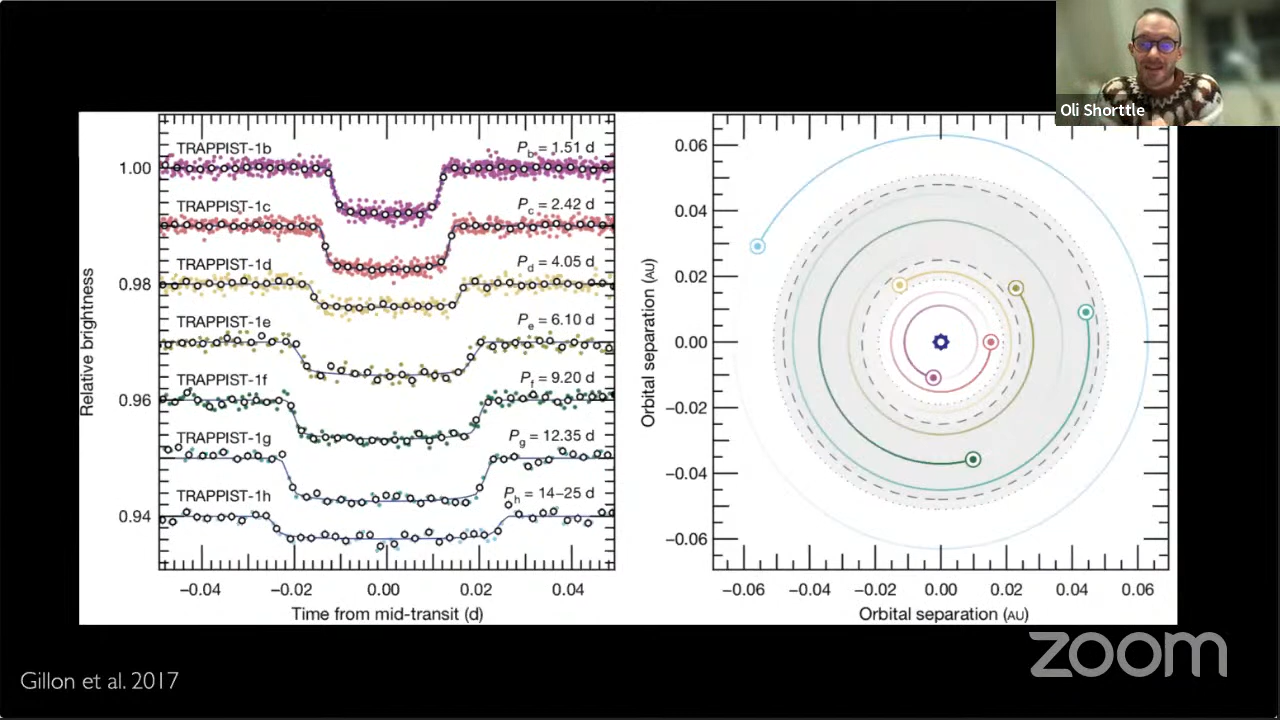 Oli Shorttle
TRAPPIST-1b
P_b = 1.51 d
TRAPPIST-1c
P_c = 2.42 d
TRAPPIST-1d
P_d = 4.05 d
TRAPPIST-1e
P_e = 6.10 d
TRAPPIST-1f
P_f = 9.20 d
TRAPPIST-1g
P_g = 12.35 d
TRAPPIST-1h
P_h = 14–25 d
1.00
0.98
0.96
0.94
Relative brightness
−0.04 −0.02 0.00 0.02 0.04
Time from mid-transit (d)
0.06
0.04
0.02
0.00
−0.02
−0.04
−0.06
Orbital separation (AU)
−0.06 −0.04 −0.02 0.00 0.02 0.04 0.06
Orbital separation (AU)
zoom
Gillon et al. 2017